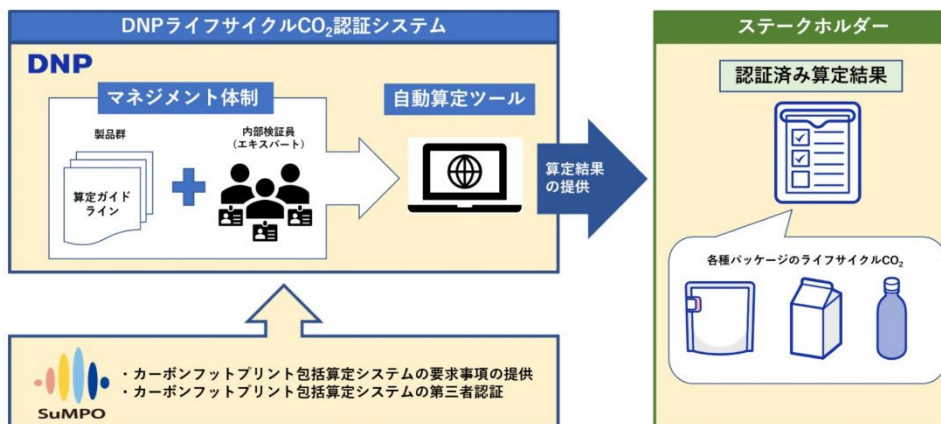 DNPライフサイクルCO₂認証システム
DNP
マネジメント体制
製品群
算定ガイド
ライン
内部検証員
(エキスパート)
自動算定ツール
算定結果
の提供
ステークホルダー
認証済み算定結果
各種パッケージのライフサイクルCO₂
SuMPO
・カーボンフットプリント包括算定システムの要求事項の提供
・カーボンフットプリント包括算定システムの第三者認証